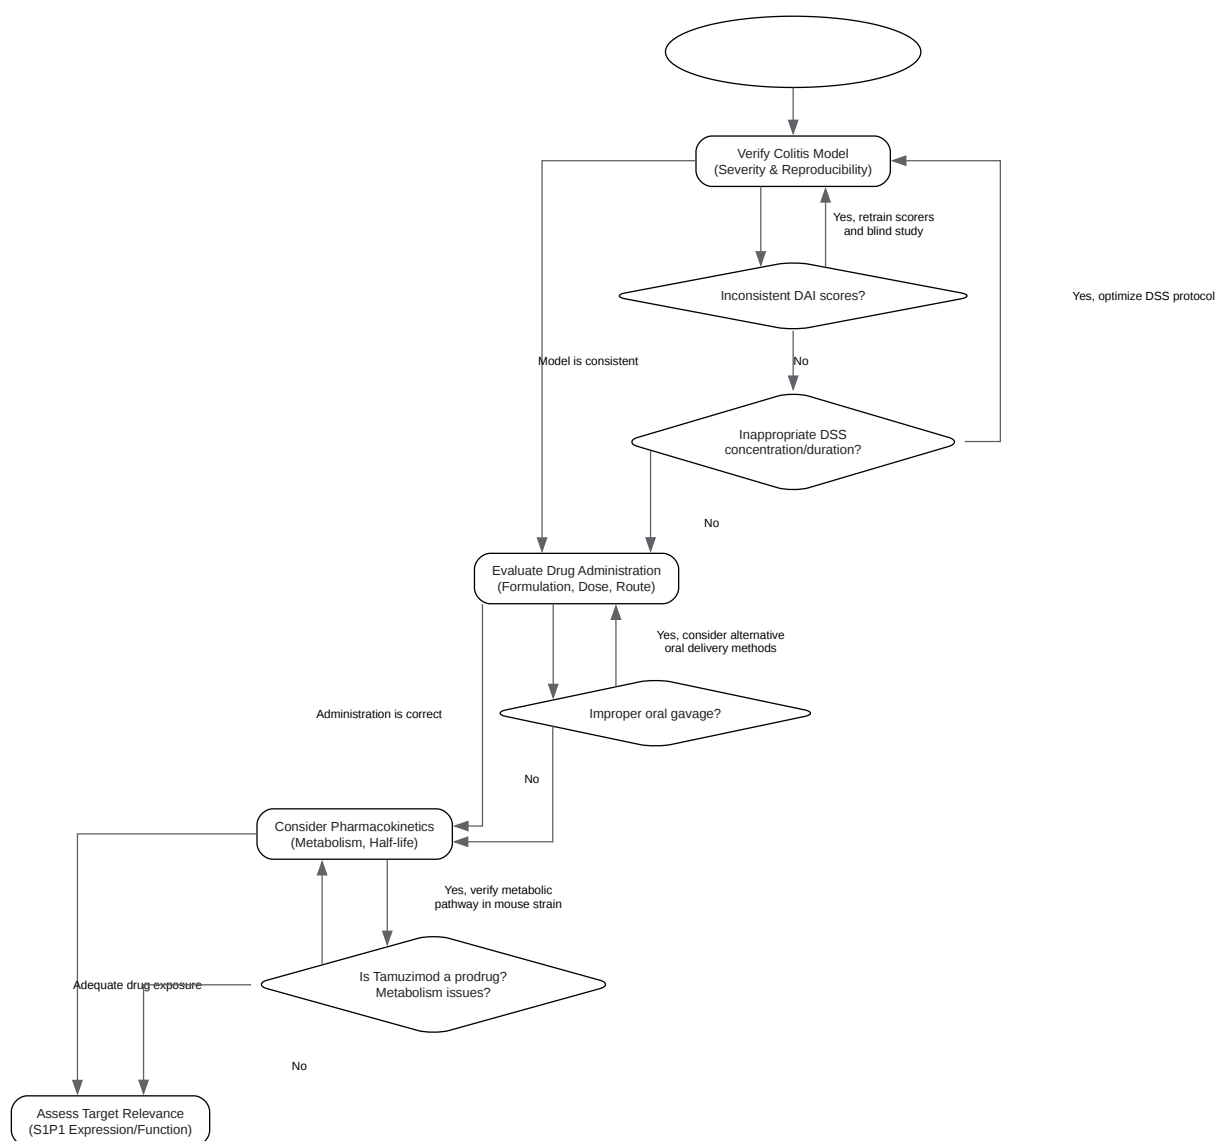 Verify Colitis Model
(Severity & Reproducibility)
Yes, retrain scorers
and blind study
Inconsistent DAI scores?
Yes, optimize DSS protocol
Model is consistent
No
Inappropriate DSS
concentration/duration?
No
Evaluate Drug Administration
(Formulation, Dose, Route)
Yes, consider alternative
oral delivery methods
Administration is correct
Improper oral gavage?
No
Consider Pharmacokinetics
(Metabolism, Half-life)
Yes, verify metabolic
pathway in mouse strain
Is Tamuzimod a prodrug?
Metabolism issues?
Adequate drug exposure
No
Assess Target Relevance
(S1P1 Expression/Function)